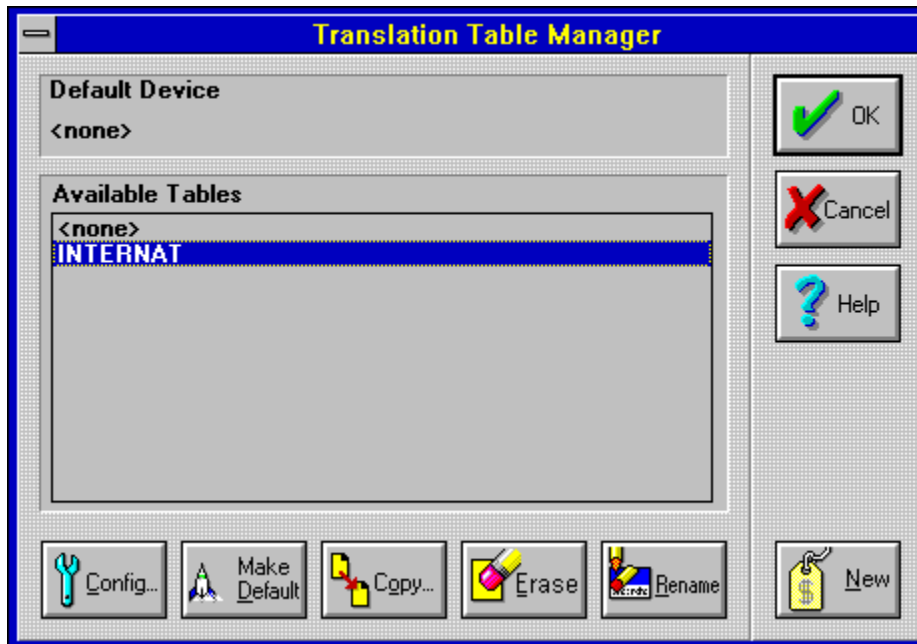 Translation Table Manager
Default Device
<none>
Available Tables
<none>
INTERNAT
OK
Cancel
Help
Config...
Make
Default
Copy...
Erase
Rename
New